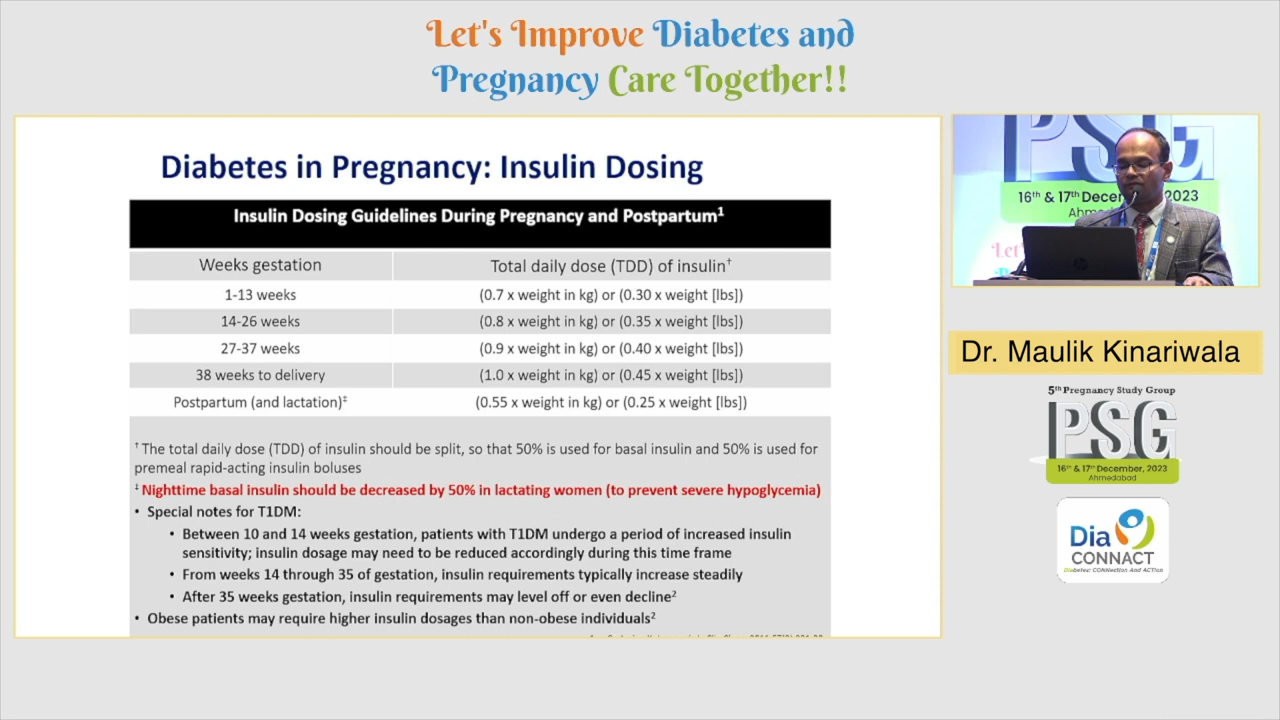 Let's Improve Diabetes and
Pregnancy Care Together!!
Diabetes in Pregnancy: Insulin Dosing
Insulin Dosing Guidelines During Pregnancy and Postpartum¹
Weeks gestation Total daily dose (TDD) of insulin†
1-13 weeks (0.7 x weight in kg) or (0.30 x weight [lbs])
14-26 weeks (0.8 x weight in kg) or (0.35 x weight [lbs])
27-37 weeks (0.9 x weight in kg) or (0.40 x weight [lbs])
38 weeks to delivery (1.0 x weight in kg) or (0.45 x weight [lbs])
Postpartum (and lactation)‡ (0.55 x weight in kg) or (0.25 x weight [lbs])
† The total daily dose (TDD) of insulin should be split, so that 50% is used for basal insulin and 50% is used for
premeal rapid-acting insulin boluses
‡ Nighttime basal insulin should be decreased by 50% in lactating women (to prevent severe hypoglycemia)
• Special notes for T1DM:
• Between 10 and 14 weeks gestation, patients with T1DM undergo a period of increased insulin
sensitivity; insulin dosage may need to be reduced accordingly during this time frame
• From weeks 14 through 35 of gestation, insulin requirements typically increase steadily
• After 35 weeks gestation, insulin requirements may level off or even decline²
• Obese patients may require higher insulin dosages than non-obese individuals²
PSG
16th & 17th December, 2023
Let's
Dr. Maulik Kinariwala
5th Pregnancy Study Group
PSG
16th & 17th December, 2023
Ahmedabad
Dia
CONNACT
Diabetes: CONNection And ACTion